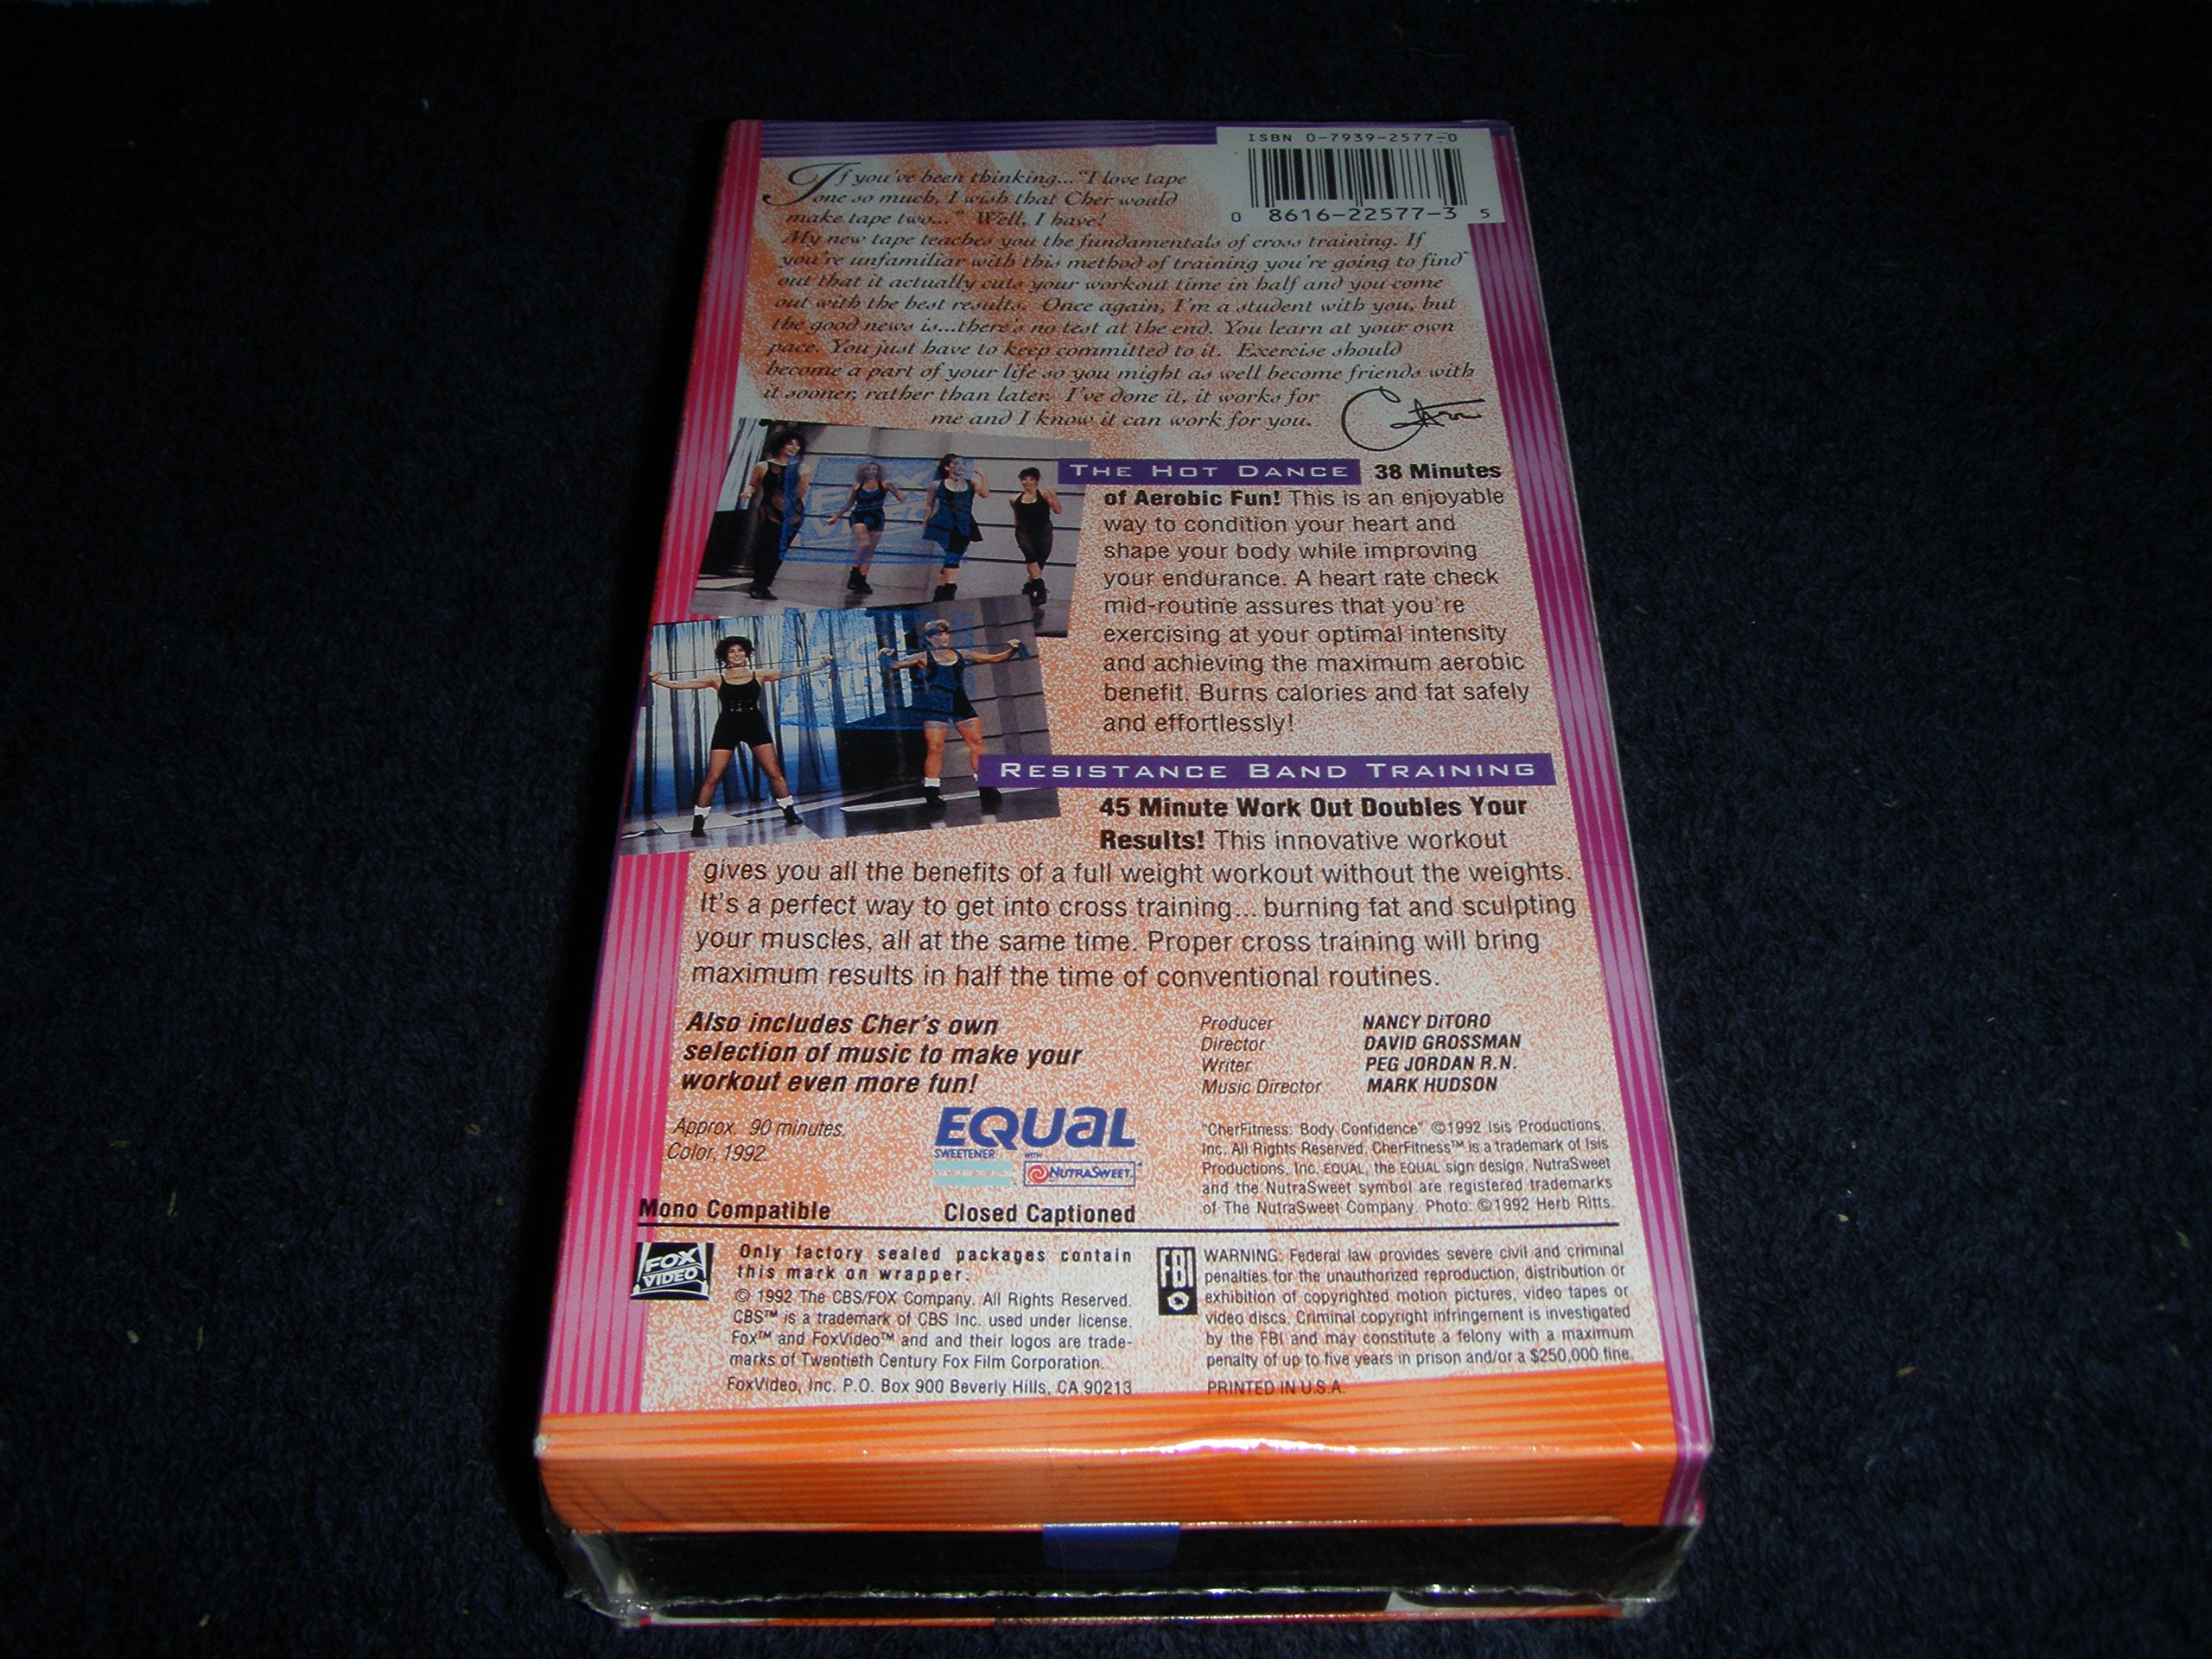 ISBN 0-7939-2577-0
0 8616-22577-3 5
If you've been thinking..."I love tape
one so much, I wish that Cher would
make tape two..." Well, I have!
My new tape teaches you the fundamentals of cross training. If
you're unfamiliar with this method of training you're going to find
out that it actually cuts your workout time in half and you come
out with the best results. Once again, I'm a student with you, but
the good news is...there's no test at the end. You learn at your own
pace. You just have to keep committed to it. Exercise should
become a part of your life so you might as well become friends with
it sooner, rather than later. I've done it, it works for
me and I know it can work for you.
Cher
THE HOT DANCE 38 Minutes
of Aerobic Fun! This is an enjoyable
way to condition your heart and
shape your body while improving
your endurance. A heart rate check
mid-routine assures that you're
exercising at your optimal intensity
and achieving the maximum aerobic
benefit. Burns calories and fat safely
and effortlessly!
RESISTANCE BAND TRAINING
45 Minute Work Out Doubles Your
Results! This innovative workout
gives you all the benefits of a full weight workout without the weights.
It's a perfect way to get into cross training... burning fat and sculpting
your muscles, all at the same time. Proper cross training will bring
maximum results in half the time of conventional routines.
Also includes Cher's own
selection of music to make your
workout even more fun!
Producer NANCY DiTORO
Director DAVID GROSSMAN
Writer PEG JORDAN R.N.
Music Director MARK HUDSON
Approx. 90 minutes.
Color, 1992
EQUAL
SWEETENER WITH NUTRASWEET
"CherFitness: Body Confidence" ©1992 Isis Productions,
Inc. All Rights Reserved. CherFitness™ is a trademark of Isis
Productions, Inc. EQUAL, the EQUAL sign design, NutraSweet
and the NutraSweet symbol are registered trademarks
of The NutraSweet Company. Photo: ©1992 Herb Ritts.
Mono Compatible
Closed Captioned
FOX
VIDEO
Only factory sealed packages contain
this mark on wrapper.
© 1992 The CBS/FOX Company. All Rights Reserved.
CBS™ is a trademark of CBS Inc. used under license.
Fox™ and FoxVideo™ and and their logos are trade-
marks of Twentieth Century Fox Film Corporation.
FoxVideo, Inc. P.O. Box 900 Beverly Hills, CA 90213
FBI
WARNING: Federal law provides severe civil and criminal
penalties for the unauthorized reproduction, distribution or
exhibition of copyrighted motion pictures, video tapes or
video discs. Criminal copyright infringement is investigated
by the FBI and may constitute a felony with a maximum
penalty of up to five years in prison and/or a $250,000 fine.
PRINTED IN U.S.A.